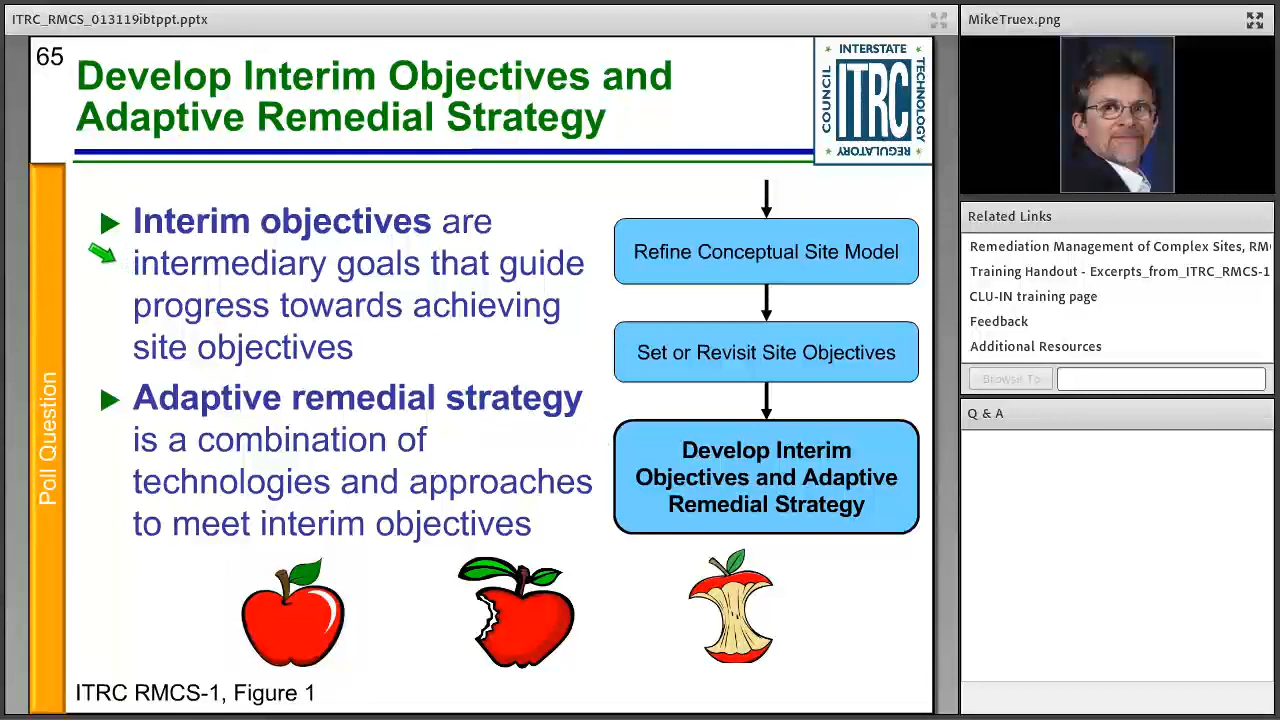 ITRC_RMCS_013119ibtppt.pptx
65
Develop Interim Objectives and
Adaptive Remedial Strategy
INTERSTATE
COUNCIL
ITRC
TECHNOLOGY
REGULATORY
Poll Question
Interim objectives are
intermediary goals that guide
progress towards achieving
site objectives
Adaptive remedial strategy
is a combination of
technologies and approaches
to meet interim objectives
Refine Conceptual Site Model
Set or Revisit Site Objectives
Develop Interim
Objectives and Adaptive
Remedial Strategy
ITRC RMCS-1, Figure 1
MikeTruex.png
Related Links
Remediation Management of Complex Sites, RM
Training Handout - Excerpts_from_ITRC_RMCS-1
CLU-IN training page
Feedback
Additional Resources
Browse To
Q & A